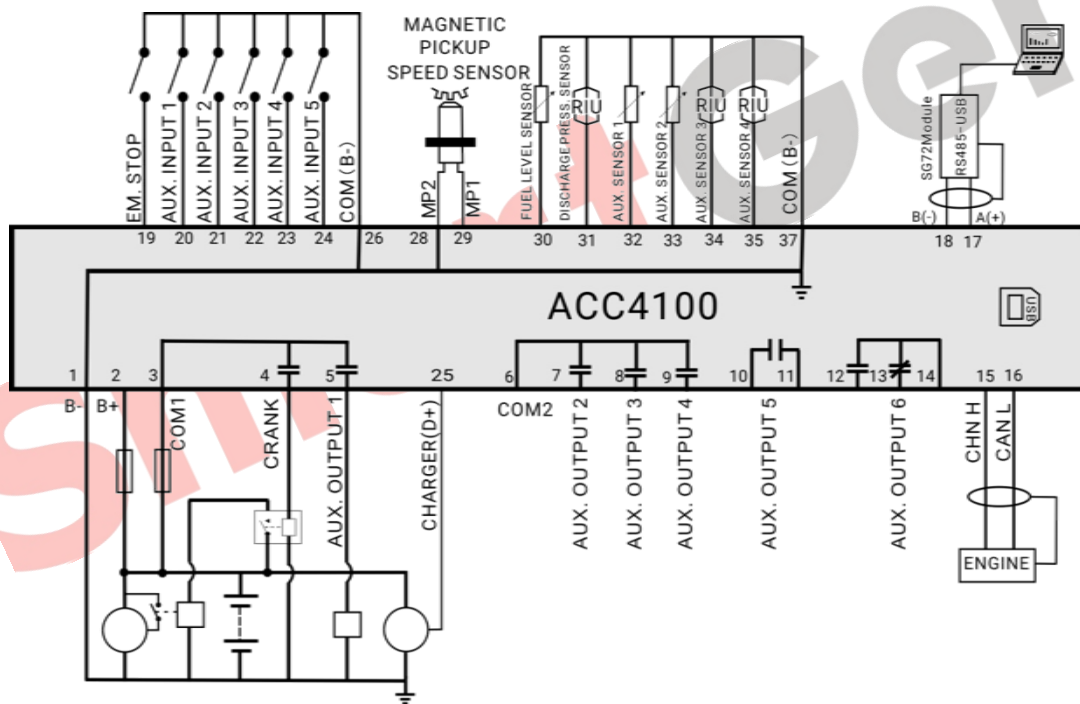 MAGNETIC
PICKUP
SPEED SENSOR
EM. STOP
AUX. INPUT 1
AUX. INPUT 2
AUX. INPUT 3
AUX. INPUT 4
AUX. INPUT 5
COM (B-)
MP2
MP1
FUEL LEVEL SENSOR
DISCHARGE PRESS. SENSOR
AUX. SENSOR 1
AUX. SENSOR 2
AUX. SENSOR 3
AUX. SENSOR 4
COM (B-)
R|U
R|U
R|U
SG72Module
RS485-USB
B(-) A(+)
19 20 21 22 23 24 26 28 29 30 31 32 33 34 35 37 18 17
ACC4100
USB
1 2 3 4 5 25 6 7 8 9 10 11 12 13 14 15 16
B- B+
COM1
CRANK
AUX. OUTPUT 1
CHARGER(D+)
COM2
AUX. OUTPUT 2
AUX. OUTPUT 3
AUX. OUTPUT 4
AUX. OUTPUT 5
AUX. OUTPUT 6
CHN H
CAN L
ENGINE